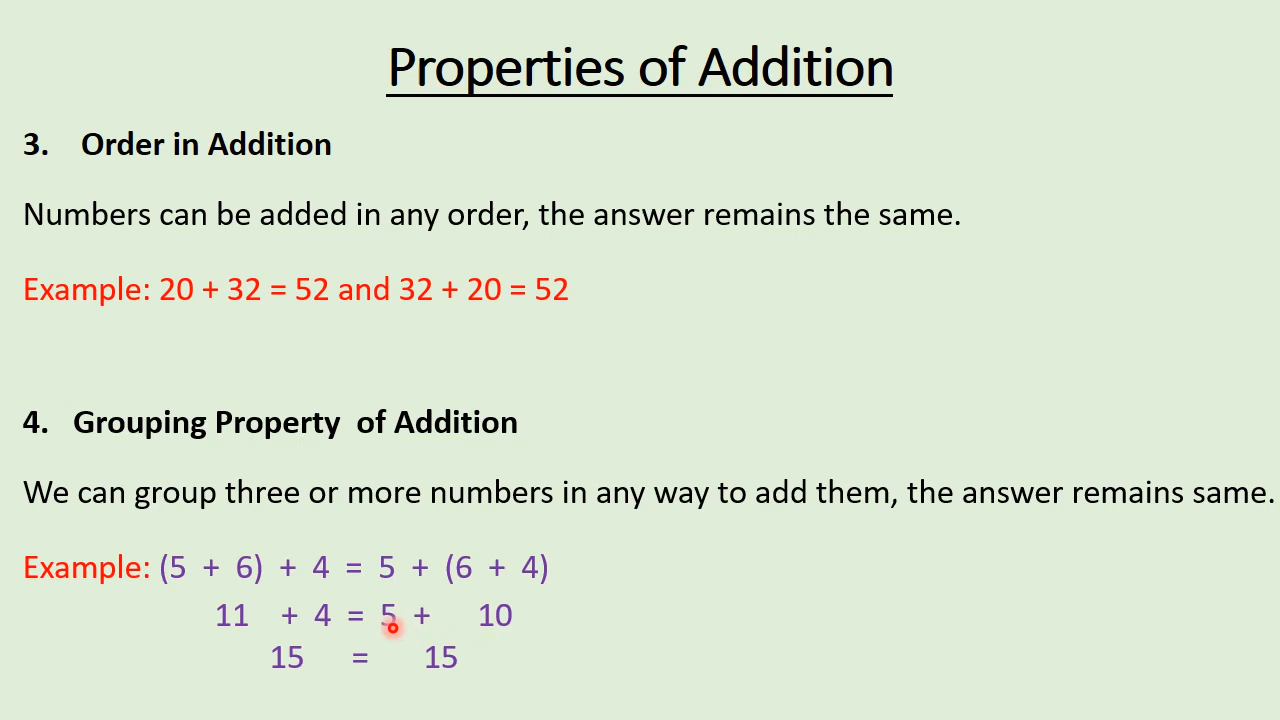 Properties of Addition
3. Order in Addition
Numbers can be added in any order, the answer remains the same.
Example: 20 + 32 = 52 and 32 + 20 = 52
4. Grouping Property of Addition
We can group three or more numbers in any way to add them, the answer remains same.
Example: (5 + 6) + 4 = 5 + (6 + 4)
11 + 4 = 5 + 10
15 = 15